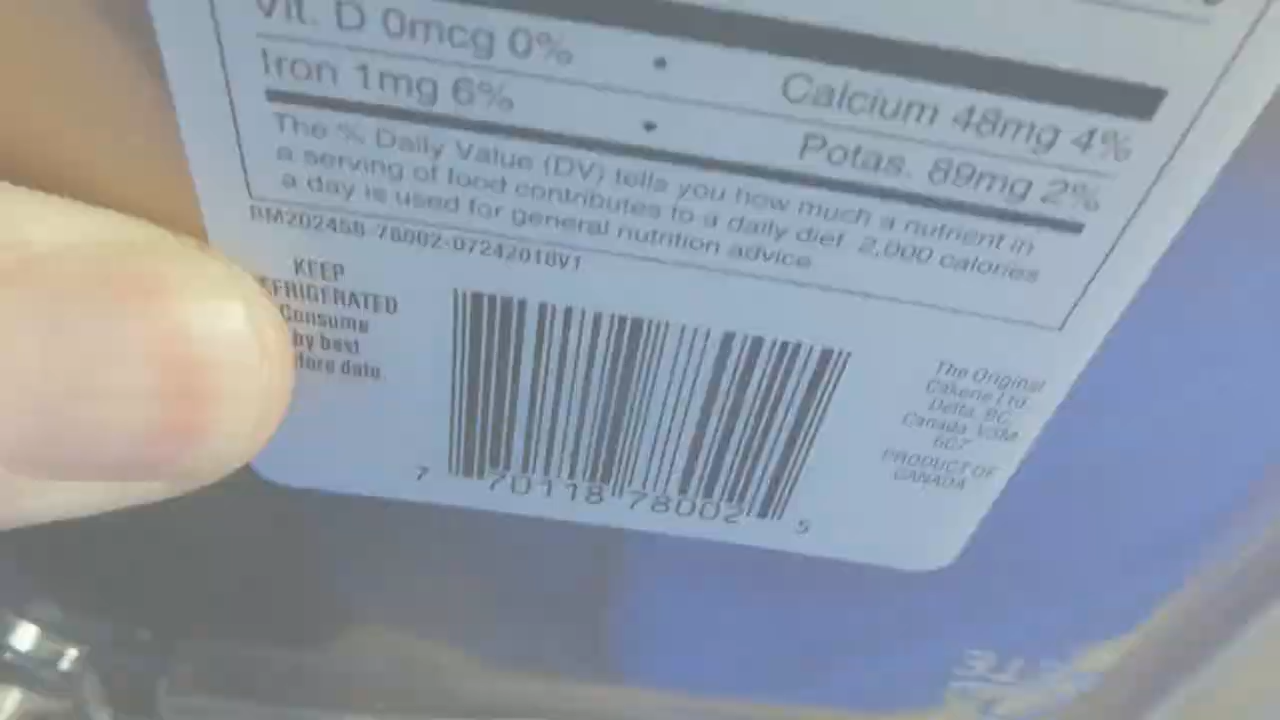 Vit. D 0mcg 0% • Calcium 48mg 4%
Iron 1mg 6% • Potas. 89mg 2%
The % Daily Value (DV) tells you how much a nutrient in
a serving of food contributes to a daily diet. 2,000 calories
a day is used for general nutrition advice.
BM202458-78002-07242018V1
KEEP
EFRIGERATED
Consume
by best
fore date
7 70118 78002 5
The Original
Cakerie Ltd.
Delta, BC,
Canada
PRODUCT OF
CANADA